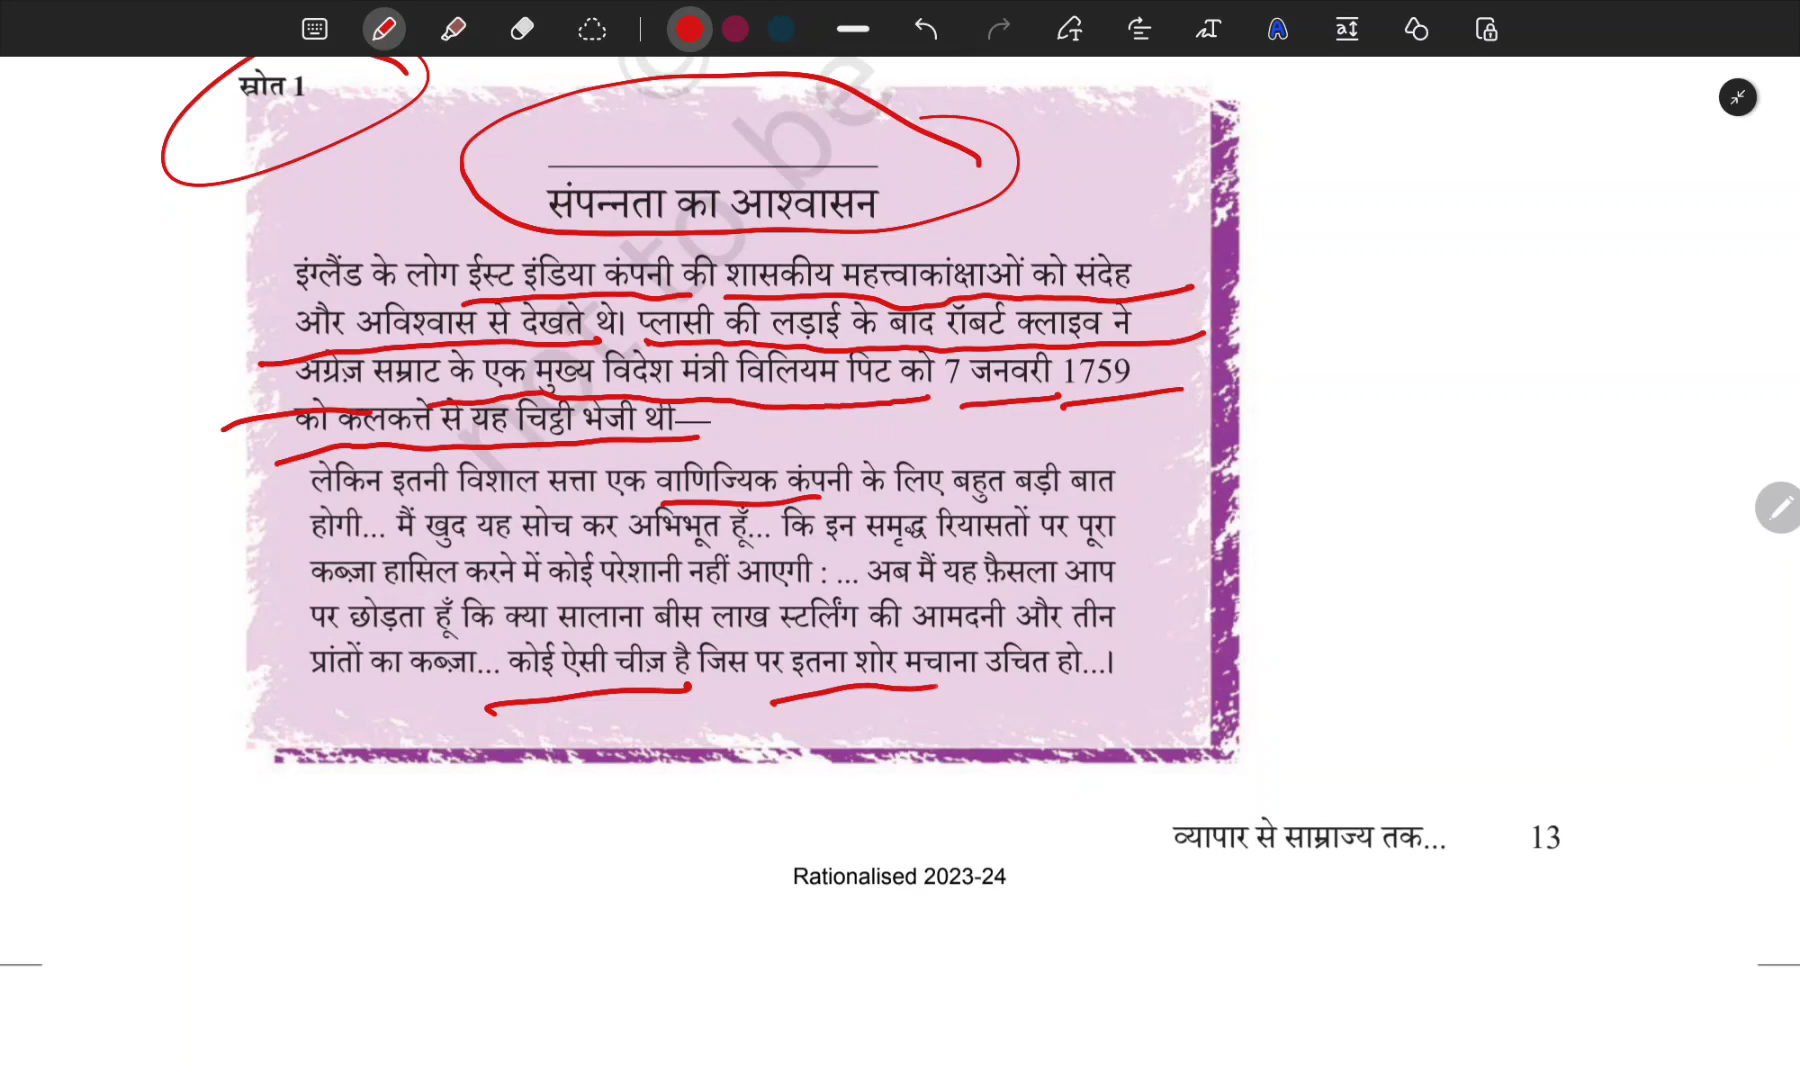 स्रोत 1
© not to be
संपन्नता का आश्वासन
इंग्लैंड के लोग ईस्ट इंडिया कंपनी की शासकीय महत्त्वाकांक्षाओं को संदेह
और अविश्वास से देखते थे। प्लासी की लड़ाई के बाद रॉबर्ट क्लाइव ने
अंग्रेज़ सम्राट के एक मुख्य विदेश मंत्री विलियम पिट को 7 जनवरी 1759
को कलकत्ते से यह चिट्ठी भेजी थी—
लेकिन इतनी विशाल सत्ता एक वाणिज्यिक कंपनी के लिए बहुत बड़ी बात
होगी... मैं खुद यह सोच कर अभिभूत हूँ... कि इन समृद्ध रियासतों पर पूरा
कब्ज़ा हासिल करने में कोई परेशानी नहीं आएगी : ... अब मैं यह फ़ैसला आप
पर छोड़ता हूँ कि क्या सालाना बीस लाख स्टर्लिंग की आमदनी और तीन
प्रांतों का कब्ज़ा... कोई ऐसी चीज़ है जिस पर इतना शोर मचाना उचित हो...।
व्यापार से साम्राज्य तक... 13
Rationalised 2023-24